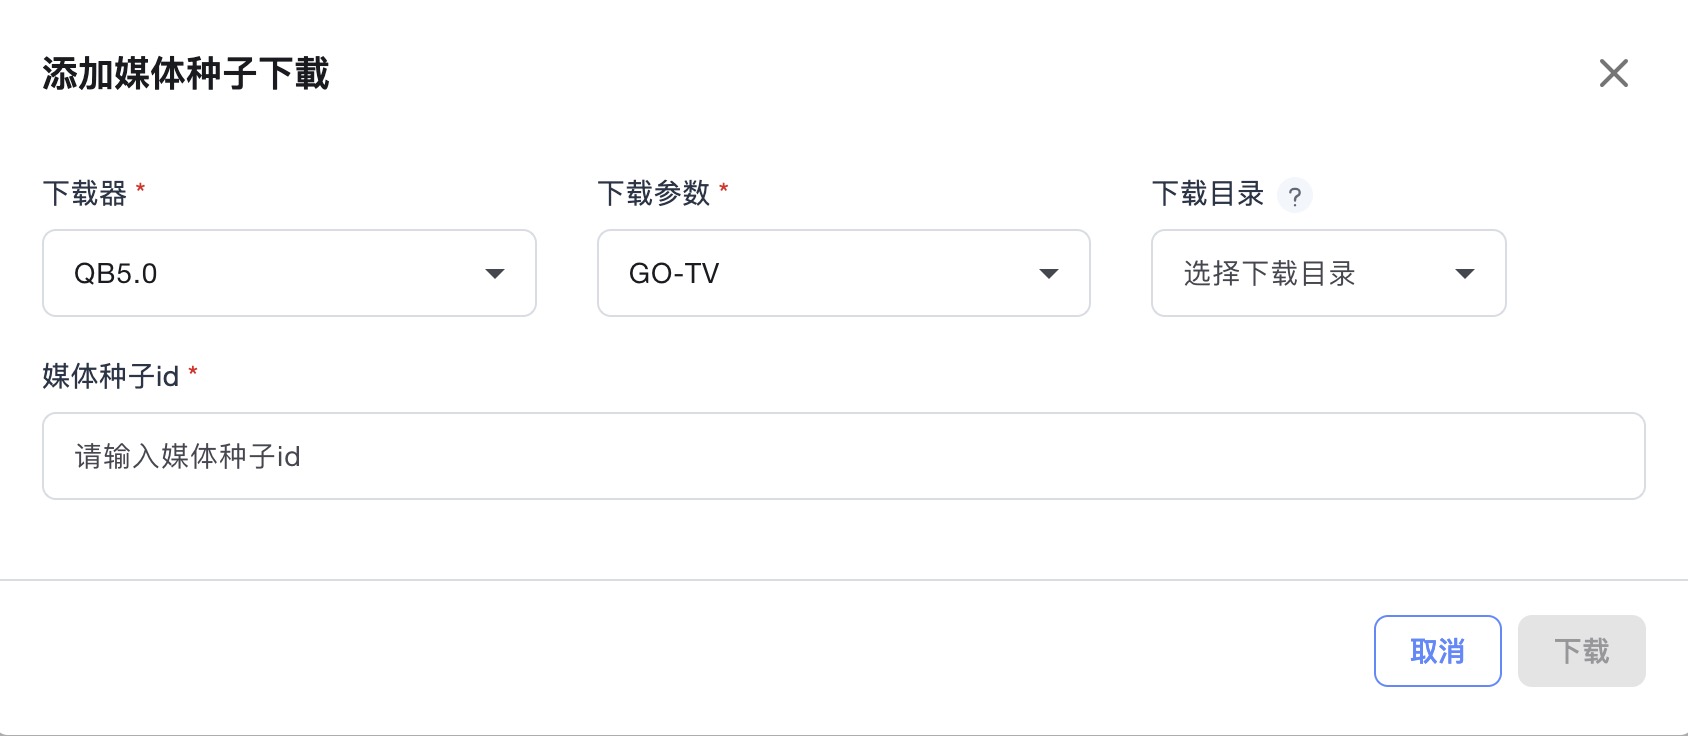 添加媒体种子下載
下载器 *
下载参数 *
下载目录 ?
QB5.0
GO-TV
选择下载目录
媒体种子id *
请输入媒体种子id
取消
下载